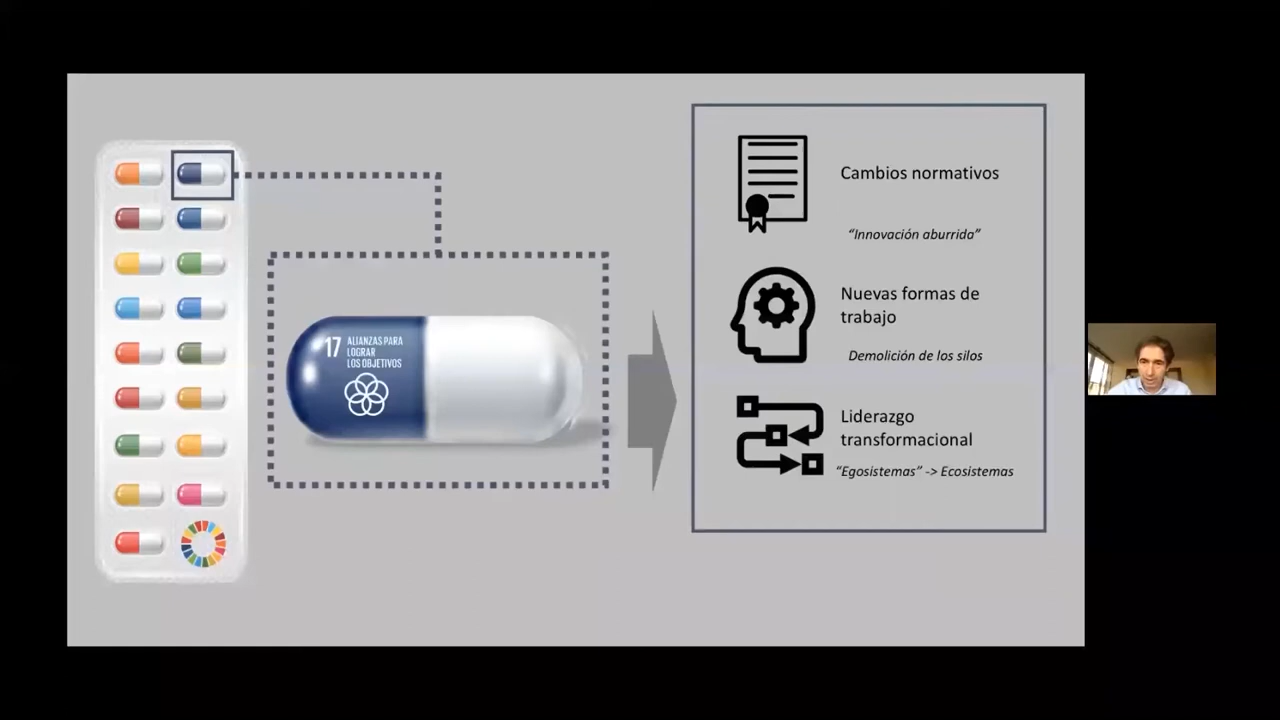 17 ALIANZAS PARA
LOGRAR
LOS OBJETIVOS
Cambios normativos
“Innovación aburrida”
Nuevas formas de
trabajo
Demolición de los silos
Liderazgo
transformacional
“Egosistemas” -> Ecosistemas